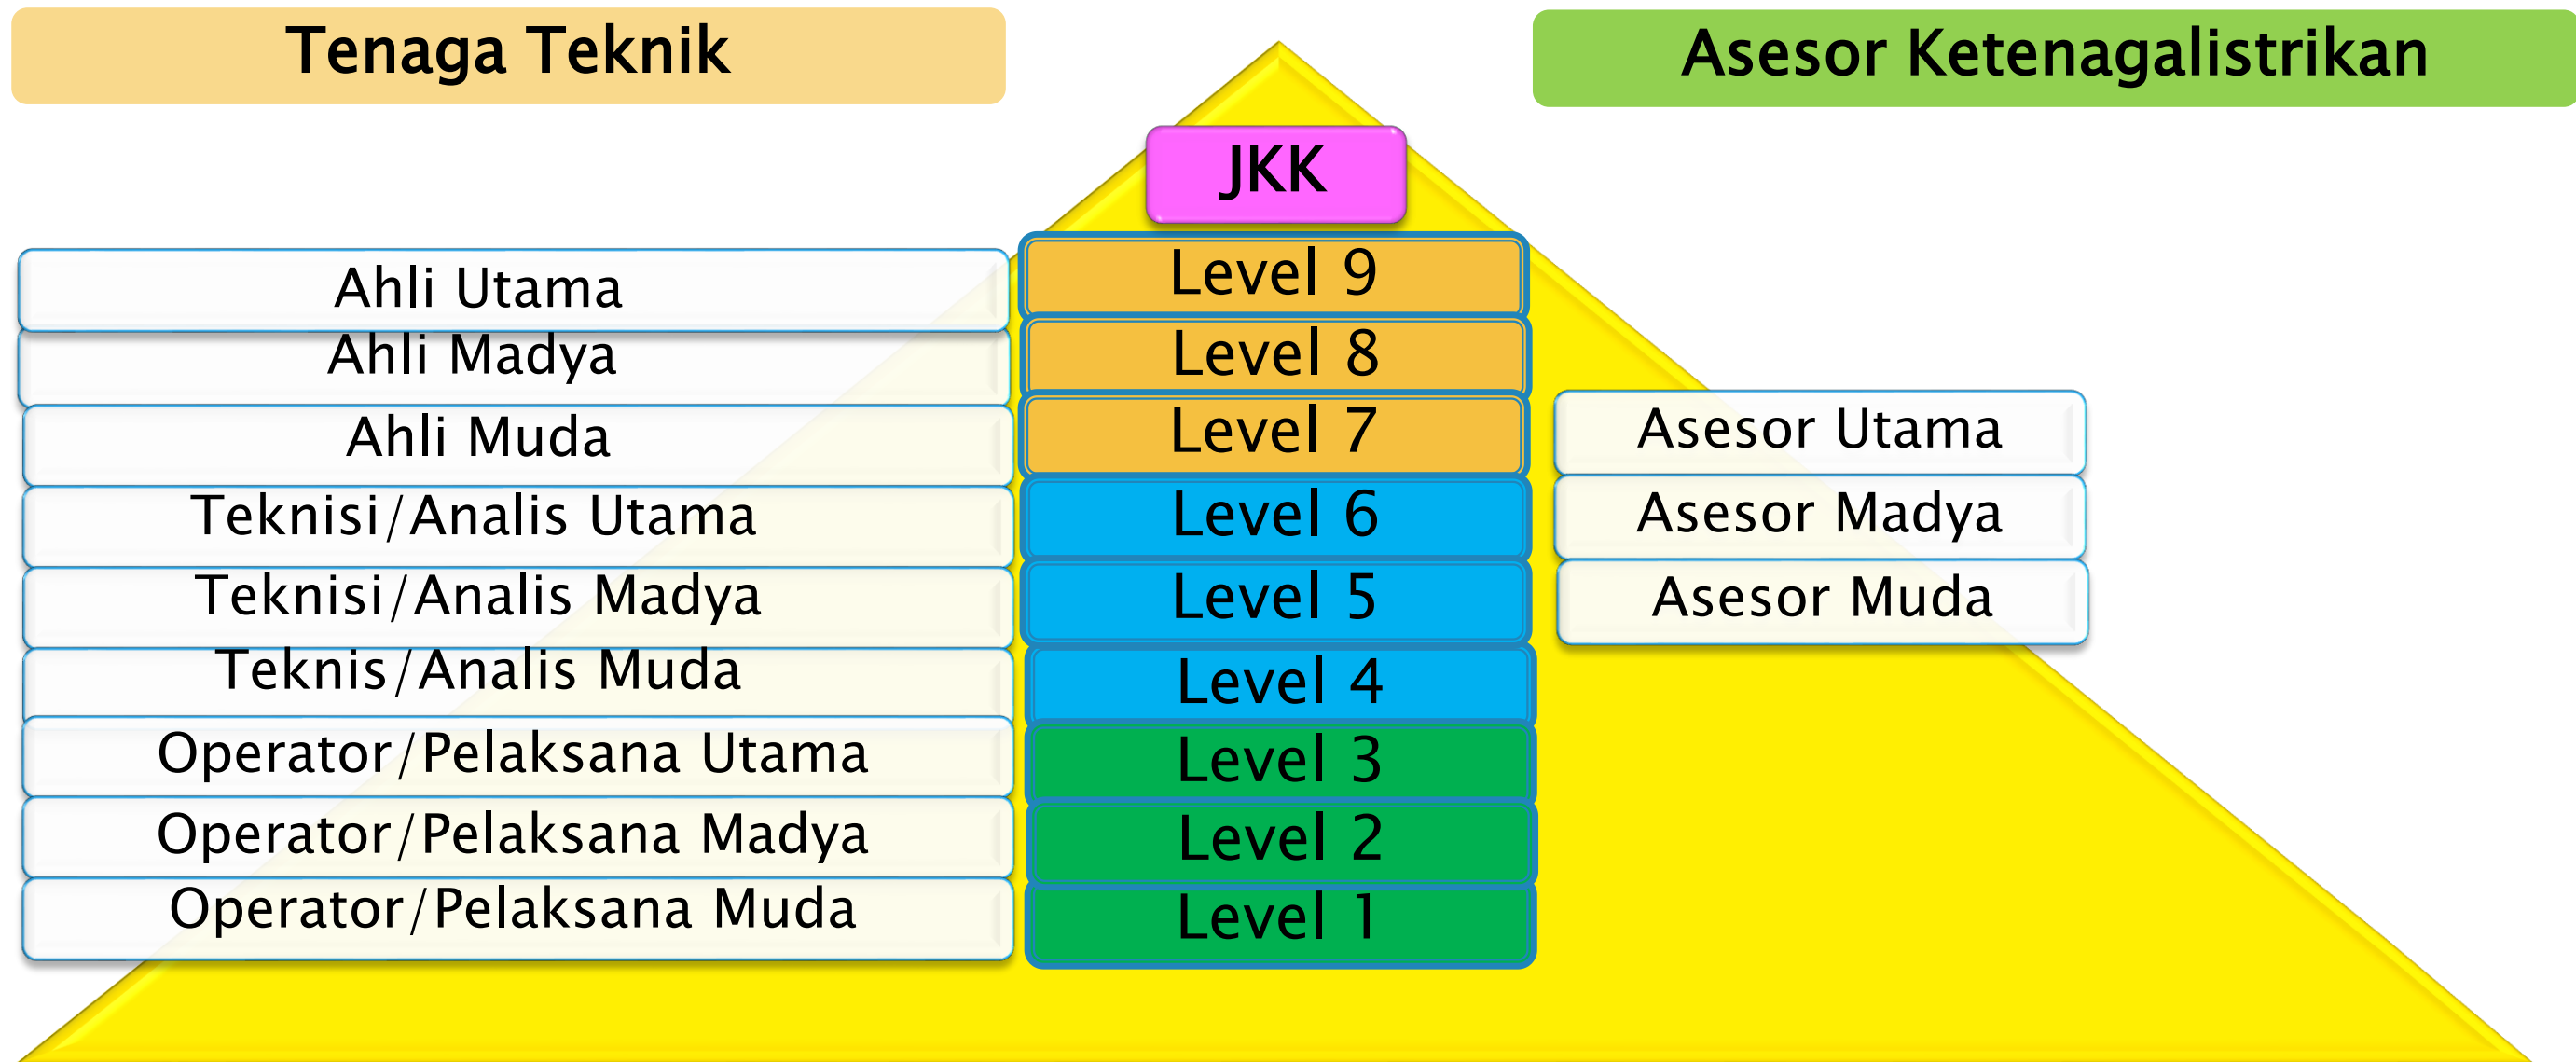 Tenaga Teknik
Asesor Ketenagalistrikan
JKK
Ahli Utama
Level 9
Ahli Madya
Level 8
Ahli Muda
Level 7
Asesor Utama
Teknisi/Analis Utama
Level 6
Asesor Madya
Teknisi/Analis Madya
Level 5
Asesor Muda
Teknis/Analis Muda
Level 4
Operator/Pelaksana Utama
Level 3
Operator/Pelaksana Madya
Level 2
Operator/Pelaksana Muda
Level 1